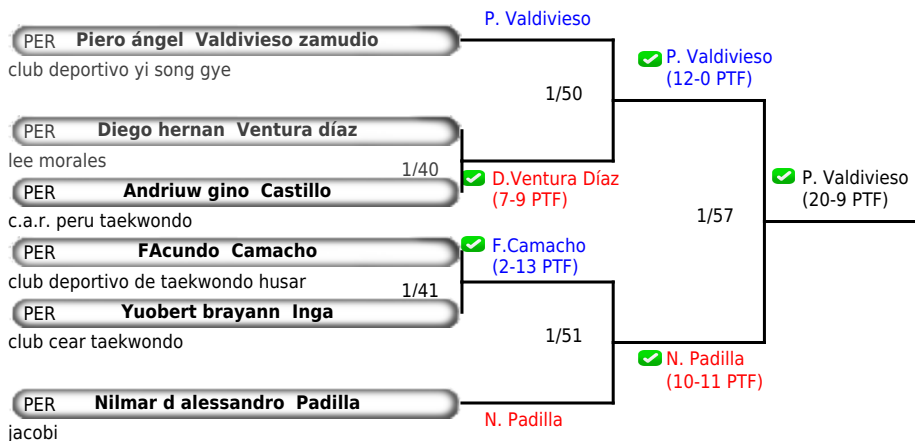 P. Valdivieso
PER Piero ángel Valdivieso zamudio
club deportivo yi song gye
P. Valdivieso
(12-0 PTF)
1/50
PER Diego hernan Ventura díaz
lee morales
1/40
D.Ventura Díaz
(7-9 PTF)
PER Andriuw gino Castillo
c.a.r. peru taekwondo
P. Valdivieso
(20-9 PTF)
1/57
PER FAcundo Camacho
club deportivo de taekwondo husar
F.Camacho
(2-13 PTF)
1/41
PER Yuobert brayann Inga
club cear taekwondo
1/51
N. Padilla
(10-11 PTF)
PER Nilmar d alessandro Padilla
jacobi
N. Padilla